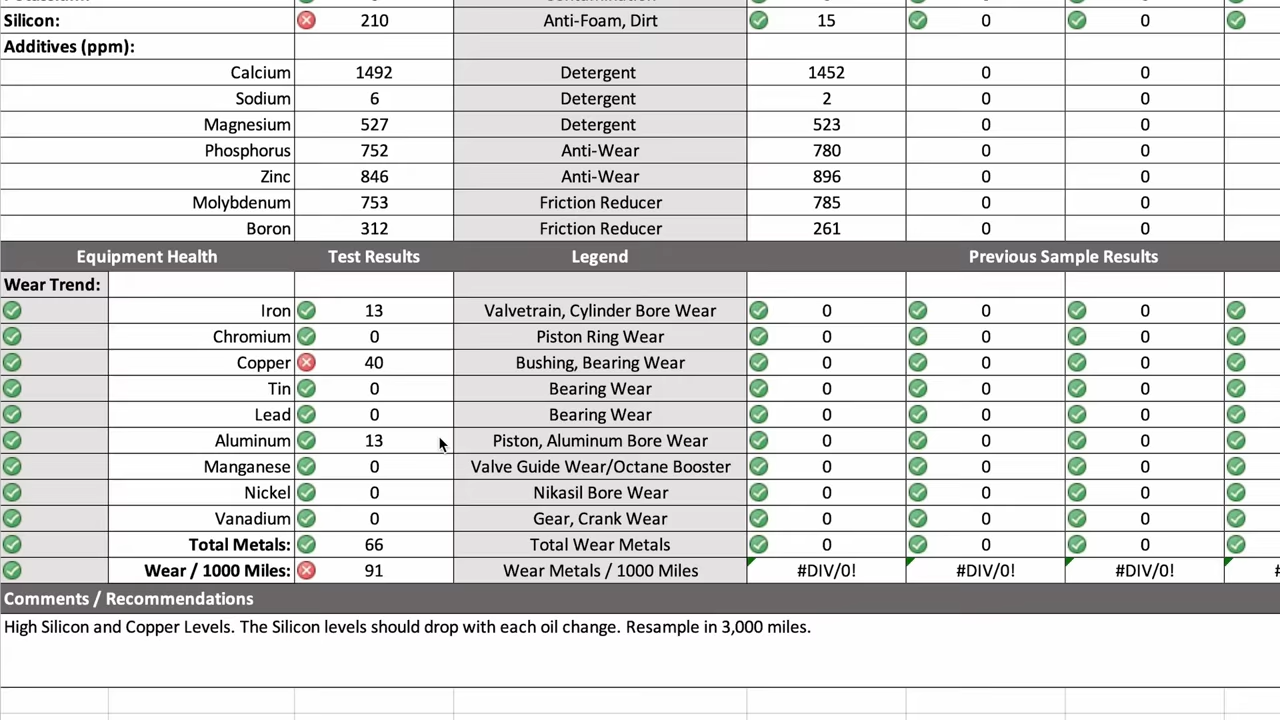 Silicon: 210 Anti-Foam, Dirt 15 0 0
Additives (ppm):
Calcium 1492 Detergent 1452 0 0
Sodium 6 Detergent 2 0 0
Magnesium 527 Detergent 523 0 0
Phosphorus 752 Anti-Wear 780 0 0
Zinc 846 Anti-Wear 896 0 0
Molybdenum 753 Friction Reducer 785 0 0
Boron 312 Friction Reducer 261 0 0
Equipment Health Test Results Legend Previous Sample Results
Wear Trend:
Iron 13 Valvetrain, Cylinder Bore Wear 0 0 0
Chromium 0 Piston Ring Wear 0 0 0
Copper 40 Bushing, Bearing Wear 0 0 0
Tin 0 Bearing Wear 0 0 0
Lead 0 Bearing Wear 0 0 0
Aluminum 13 Piston, Aluminum Bore Wear 0 0 0
Manganese 0 Valve Guide Wear/Octane Booster 0 0 0
Nickel 0 Nikasil Bore Wear 0 0 0
Vanadium 0 Gear, Crank Wear 0 0 0
Total Metals: 66 Total Wear Metals 0 0 0
Wear / 1000 Miles: 91 Wear Metals / 1000 Miles #DIV/0! #DIV/0! #DIV/0!
Comments / Recommendations
High Silicon and Copper Levels. The Silicon levels should drop with each oil change. Resample in 3,000 miles.